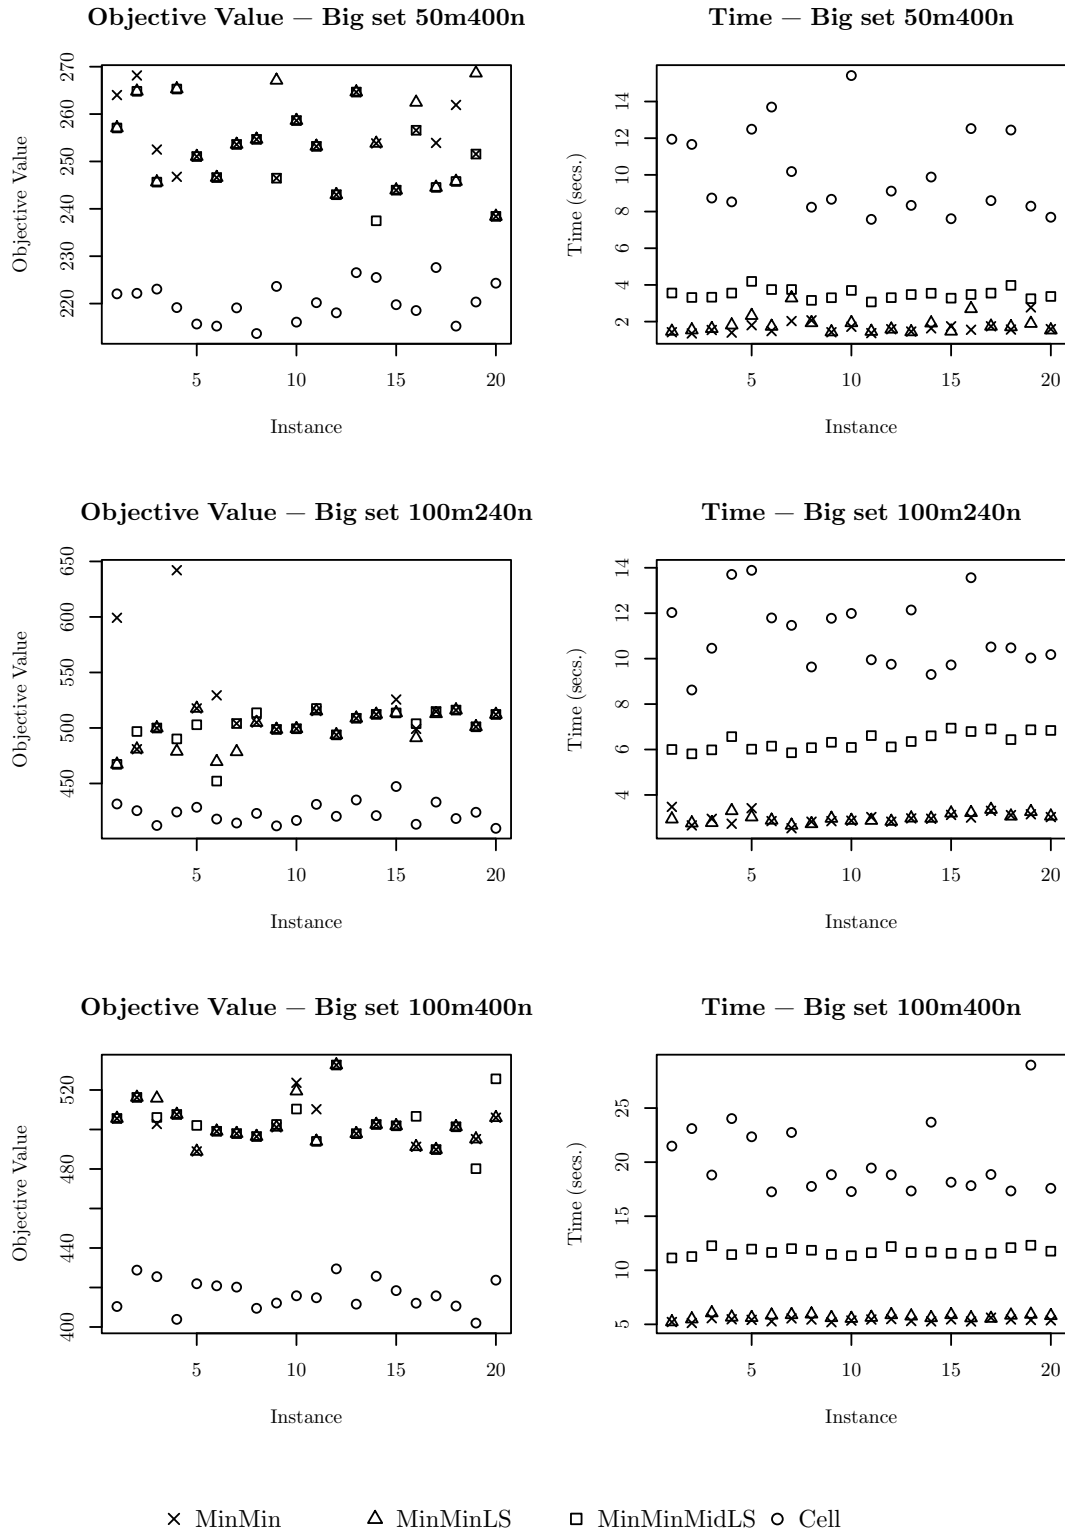 Objective Value − Big set 50m400n
Objective Value
220 230 240 250 260 270
5 10 15 20
Instance
Time − Big set 50m400n
Time (secs.)
2 4 6 8 10 12 14
5 10 15 20
Instance
Objective Value − Big set 100m240n
Objective Value
450 500 550 600 650
5 10 15 20
Instance
Time − Big set 100m240n
Time (secs.)
4 6 8 10 12 14
5 10 15 20
Instance
Objective Value − Big set 100m400n
Objective Value
400 440 480 520
5 10 15 20
Instance
Time − Big set 100m400n
Time (secs.)
5 10 15 20 25
5 10 15 20
Instance
MinMin MinMinLS MinMinMidLS Cell